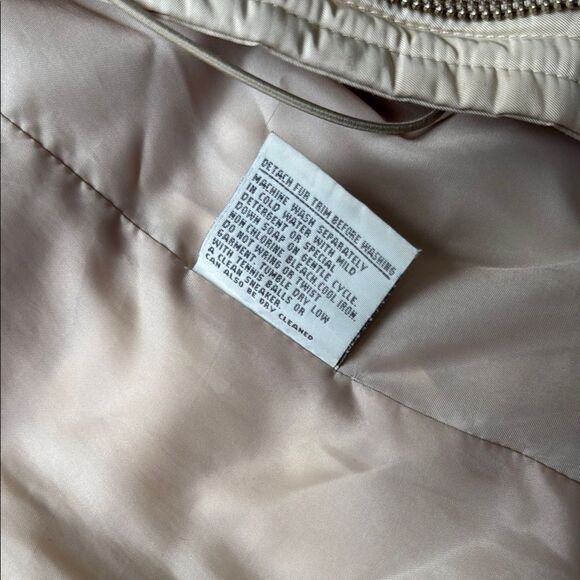 DETACH FUR TRIM BEFORE WASHING
MACHINE WASH SEPARATELY
IN COLD WATER WITH MILD
DETERGENT OR SPECIAL
DOWN SOAP ON GENTLE CYCLE.
NON CHLORINE BLEACH. COOL IRON.
DO NOT WRING OR TWIST
GARMENT. TUMBLE DRY LOW
WITH TENNIS BALLS OR
A CLEAN SNEAKER.
CAN ALSO BE DRY CLEANED